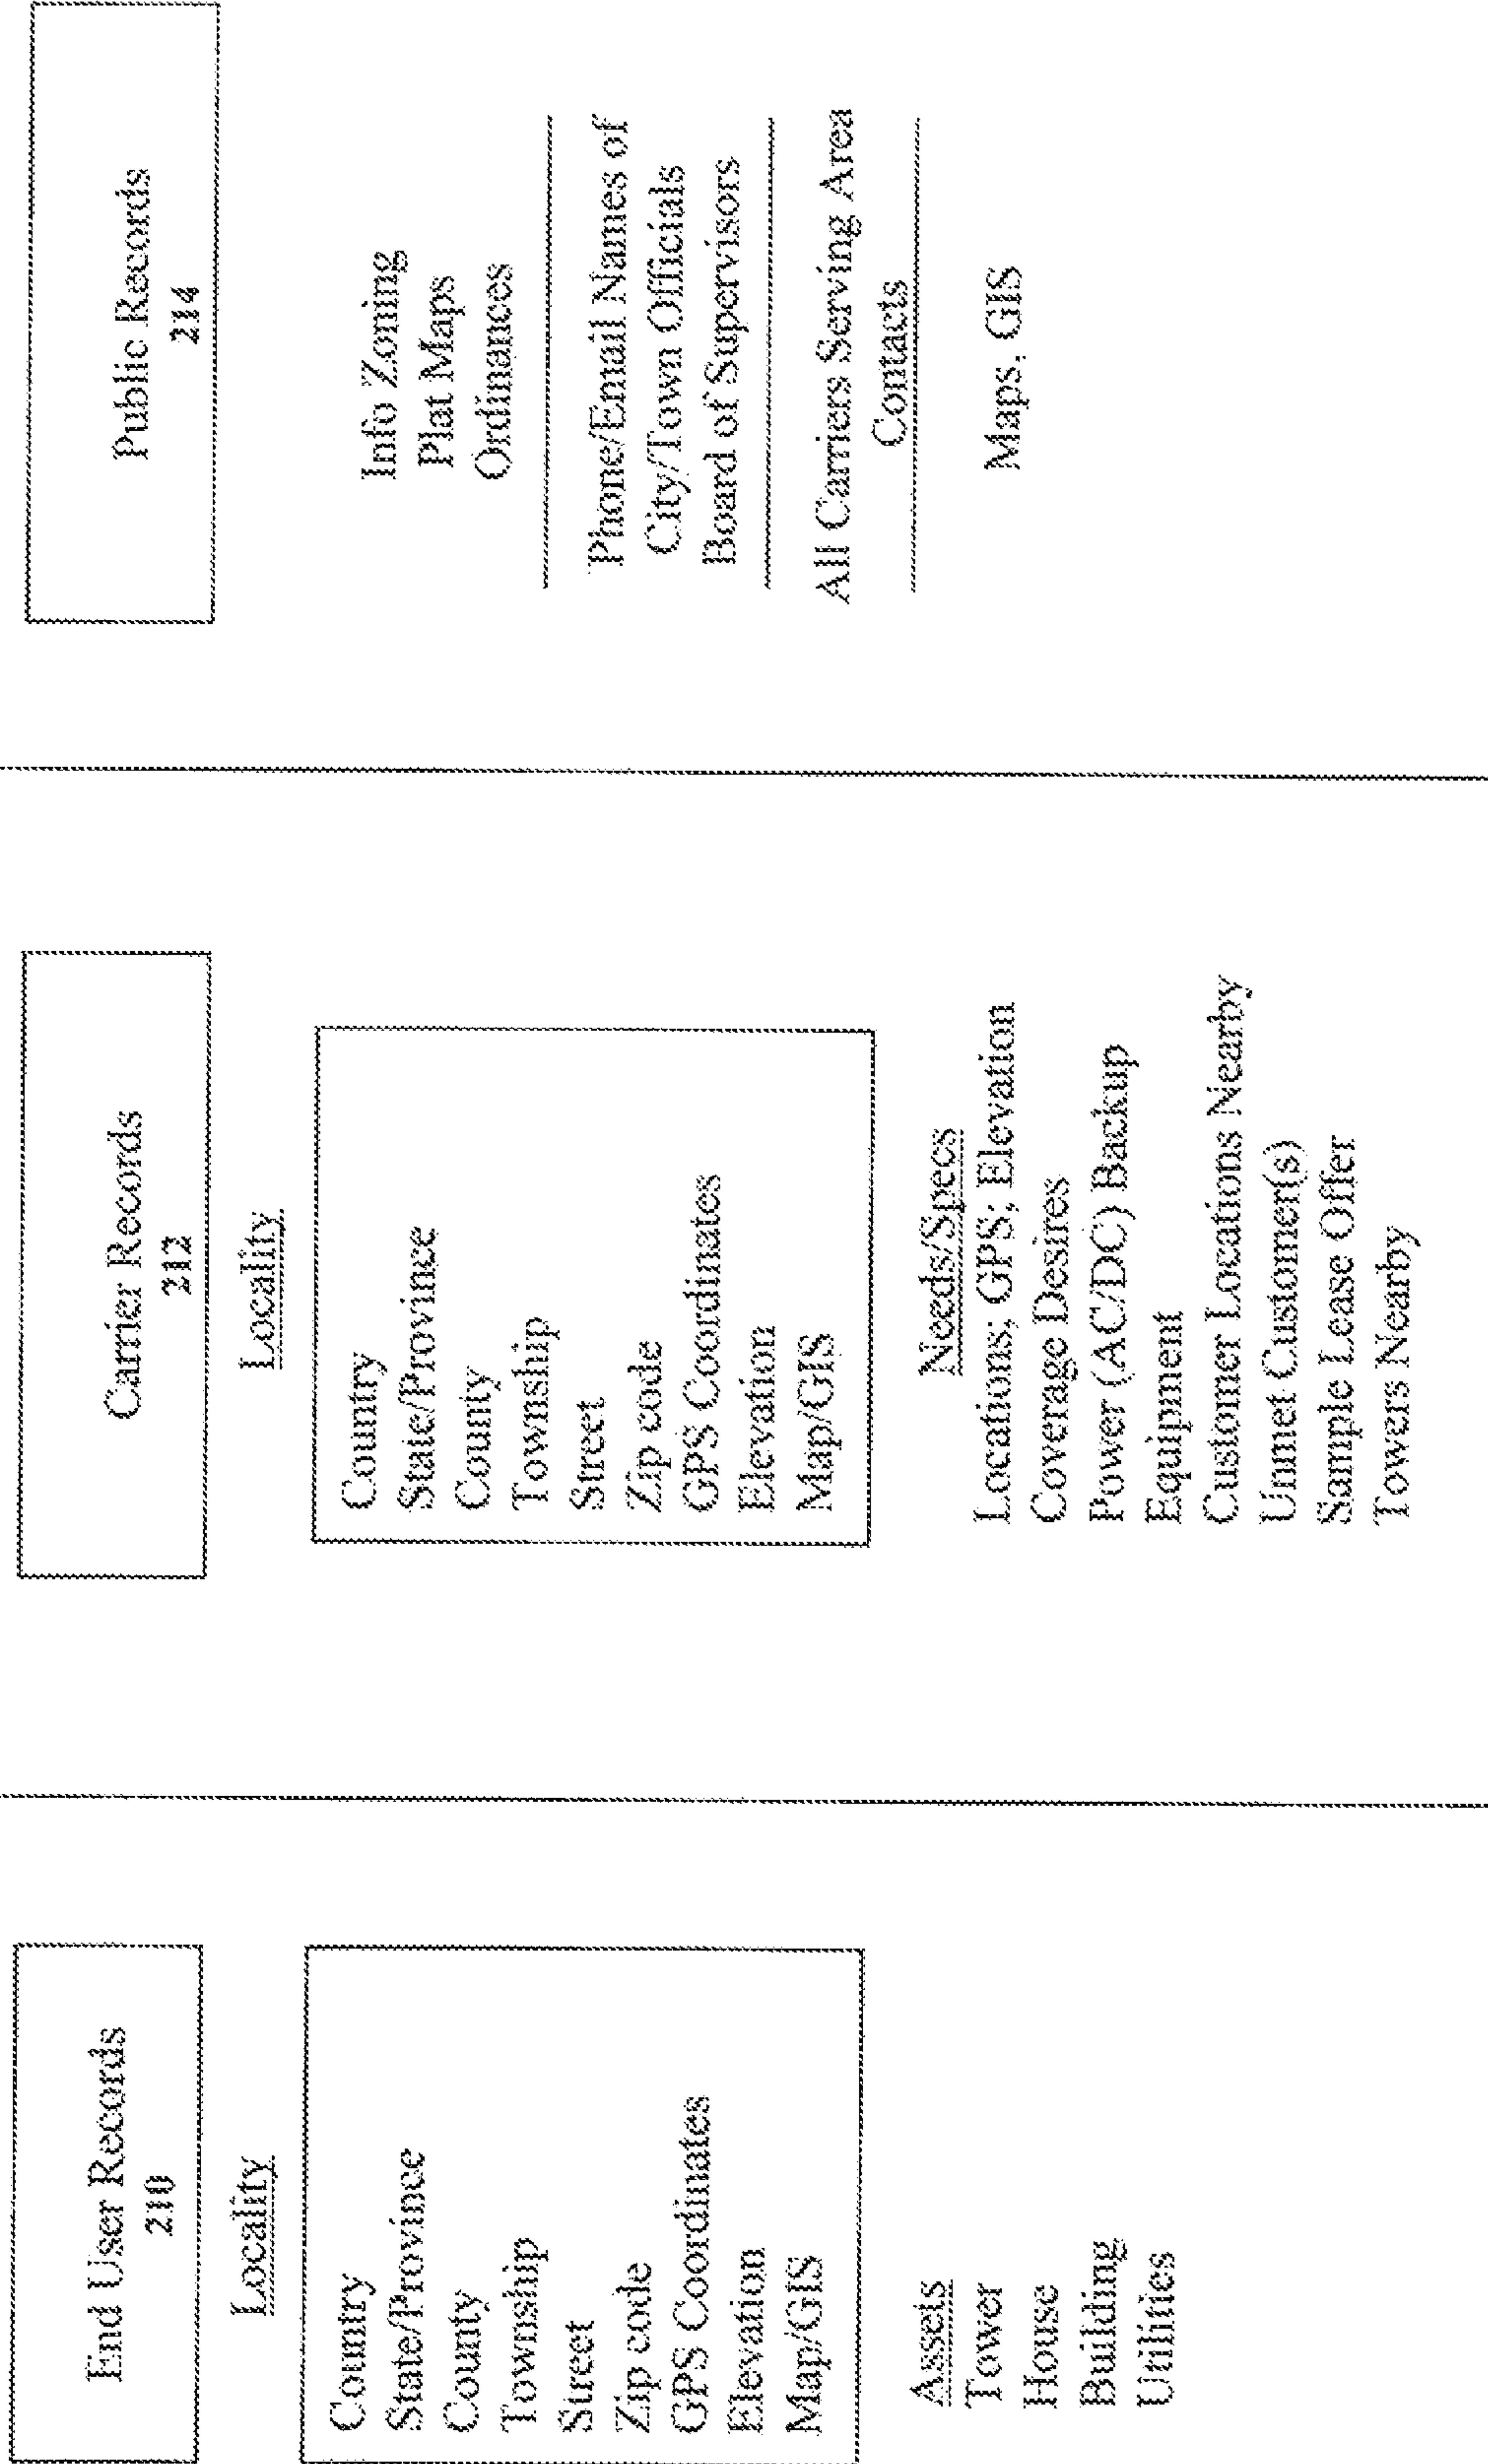 End User Records
210
Locality
Country
State/Province
County
Township
Street
Zip code
GPS Coordinates
Elevation
Map/GIS
Assets
Tower
House
Building
Utilities
Carrier Records
212
Locality
Country
State/Province
County
Township
Street
Zip code
GPS Coordinates
Elevation
Map/GIS
Needs/Specs
Locations; GPS; Elevation
Coverage Desires
Power (AC/DC) Backup
Equipment
Customer Locations Nearby
Unmet Customer(s)
Sample Lease Offer
Towers Nearby
Public Records
214
Info Zoning
Plat Maps
Ordinances
Phone/Email Names of
City/Town Officials
Board of Supervisors
All Carriers Serving Area
Contacts
Maps, GIS